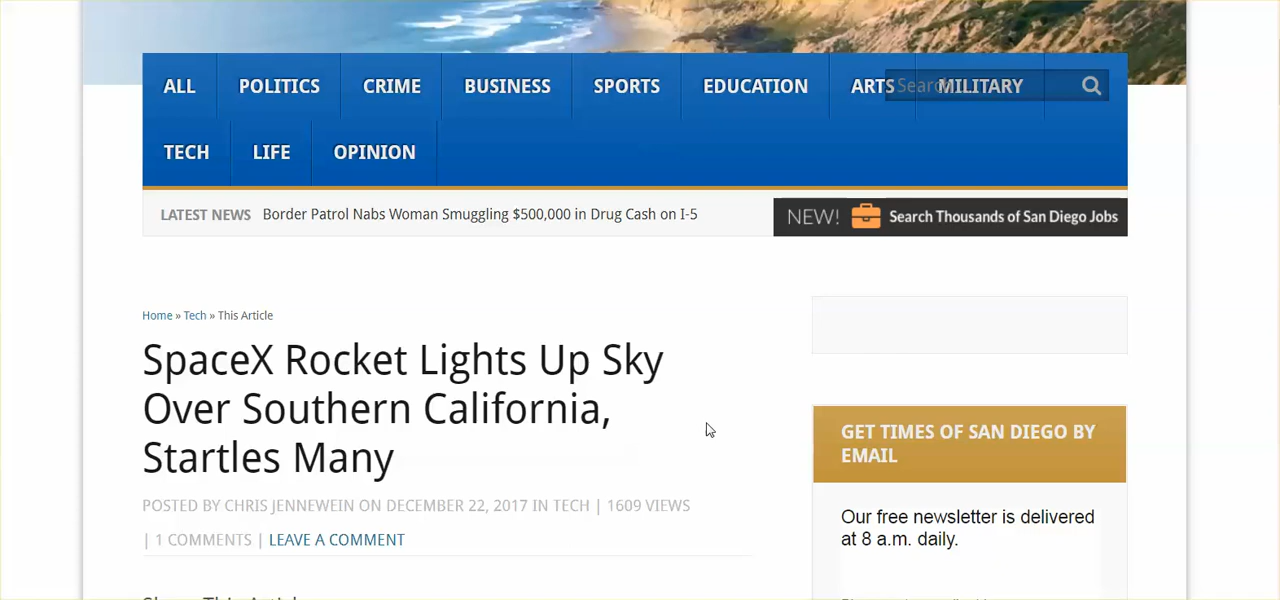 ALL POLITICS CRIME BUSINESS SPORTS EDUCATION ARTS Search MILITARY
TECH LIFE OPINION
LATEST NEWS Border Patrol Nabs Woman Smuggling $500,000 in Drug Cash on I-5
NEW! Search Thousands of San Diego Jobs
Home » Tech » This Article
SpaceX Rocket Lights Up Sky
Over Southern California,
Startles Many
POSTED BY CHRIS JENNEWEIN ON DECEMBER 22, 2017 IN TECH | 1609 VIEWS
| 1 COMMENTS | LEAVE A COMMENT
GET TIMES OF SAN DIEGO BY
EMAIL
Our free newsletter is delivered
at 8 a.m. daily.